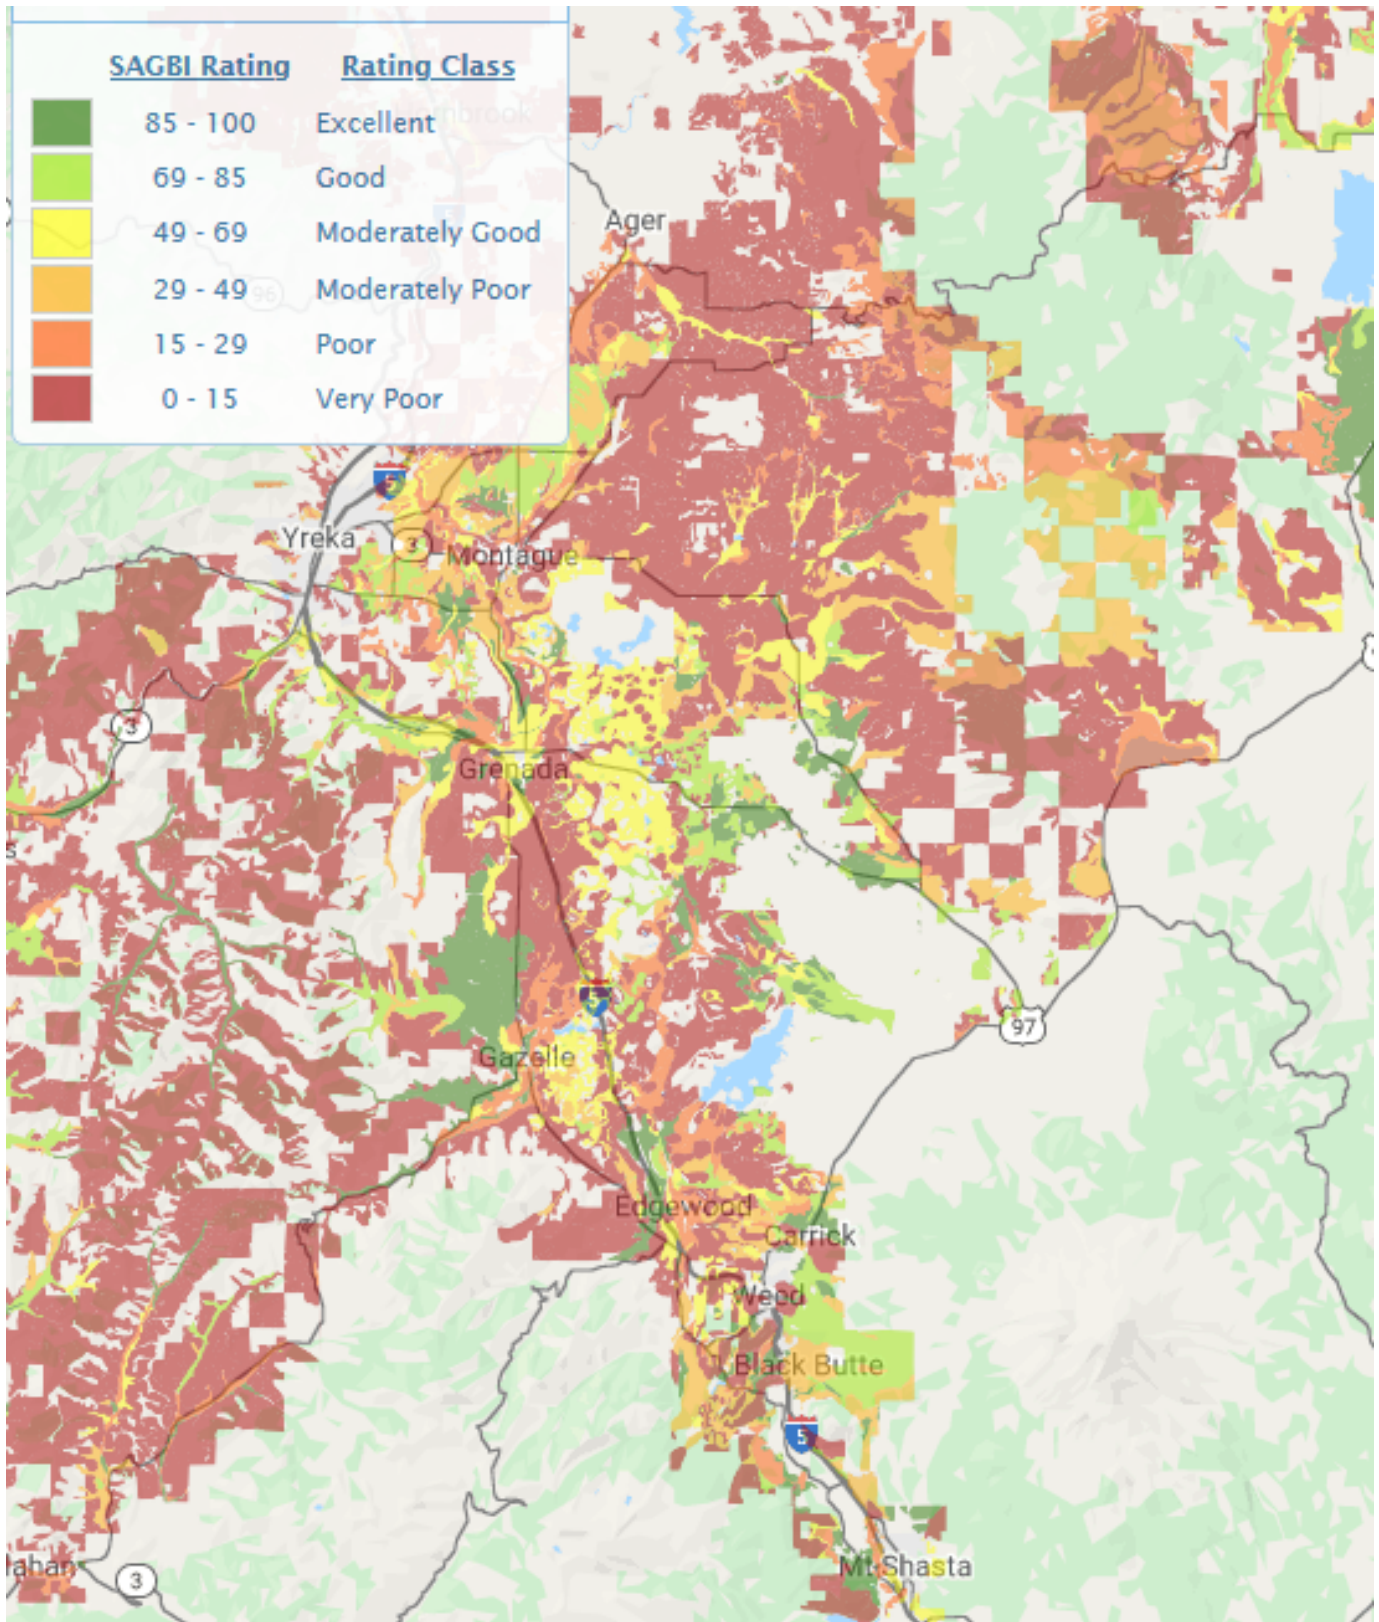 SAGBI Rating Rating Class
85 - 100 Excellent
69 - 85 Good
49 - 69 Moderately Good
29 - 49 Moderately Poor
15 - 29 Poor
0 - 15 Very Poor
96
Ager
5
Yreka
3
Montague
3
Grenada
5
97
Gazelle
Edgewood
Carrick
Weed
Black Butte
5
Mt Shasta
3